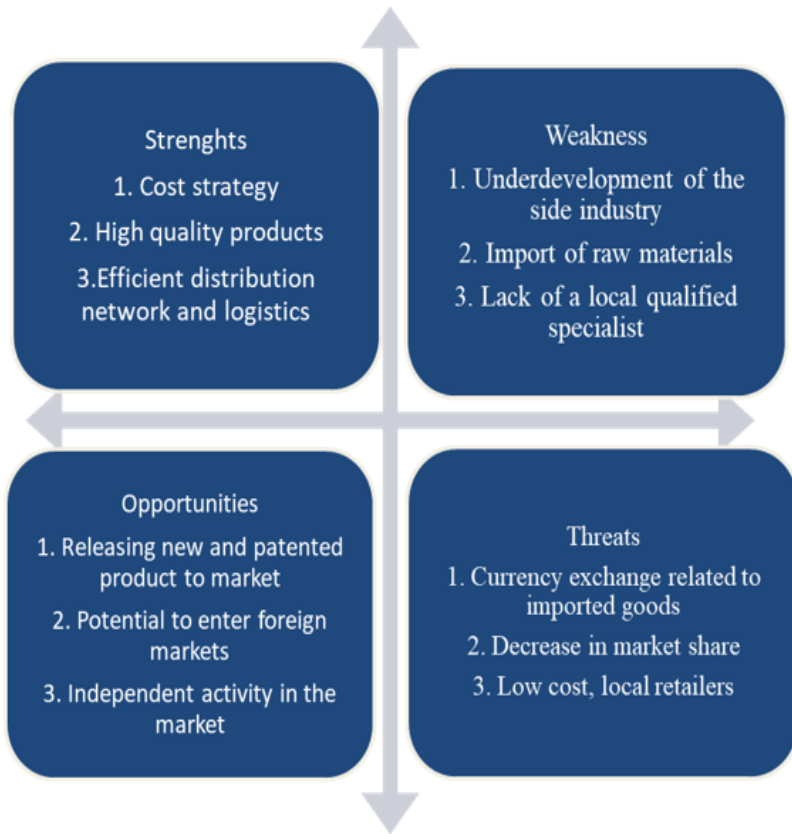 Strenghts
1. Cost strategy
2. High quality products
3.Efficient distribution
network and logistics
Weakness
1. Underdevelopment of the
side industry
2. Import of raw materials
3. Lack of a local qualified
specialist
Opportunities
1. Releasing new and patented
product to market
2. Potential to enter foreign
markets
3. Independent activity in the
market
Threats
1. Currency exchange related to
imported goods
2. Decrease in market share
3. Low cost, local retailers